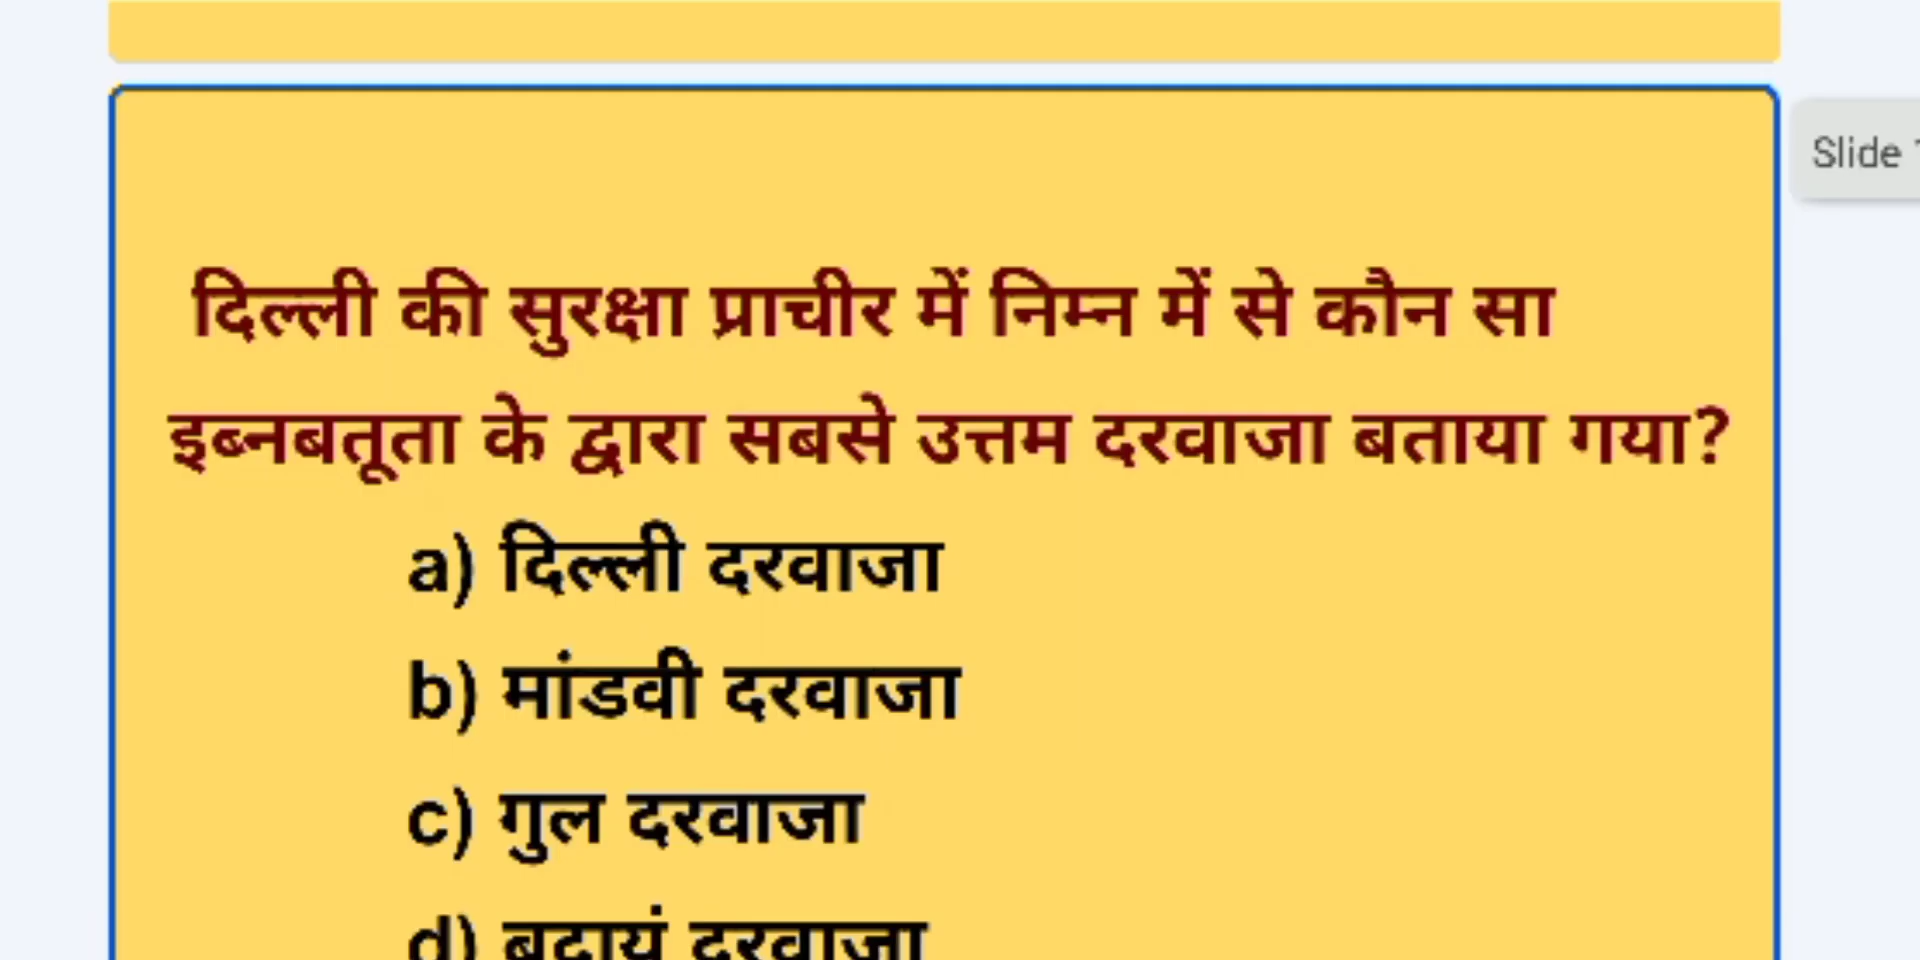 Slide
दिल्ली की सुरक्षा प्राचीर में निम्न में से कौन सा
इब्नबतूता के द्वारा सबसे उत्तम दरवाजा बताया गया?
a) दिल्ली दरवाजा
b) मांडवी दरवाजा
c) गुल दरवाजा
d) बदायूं दरवाजा